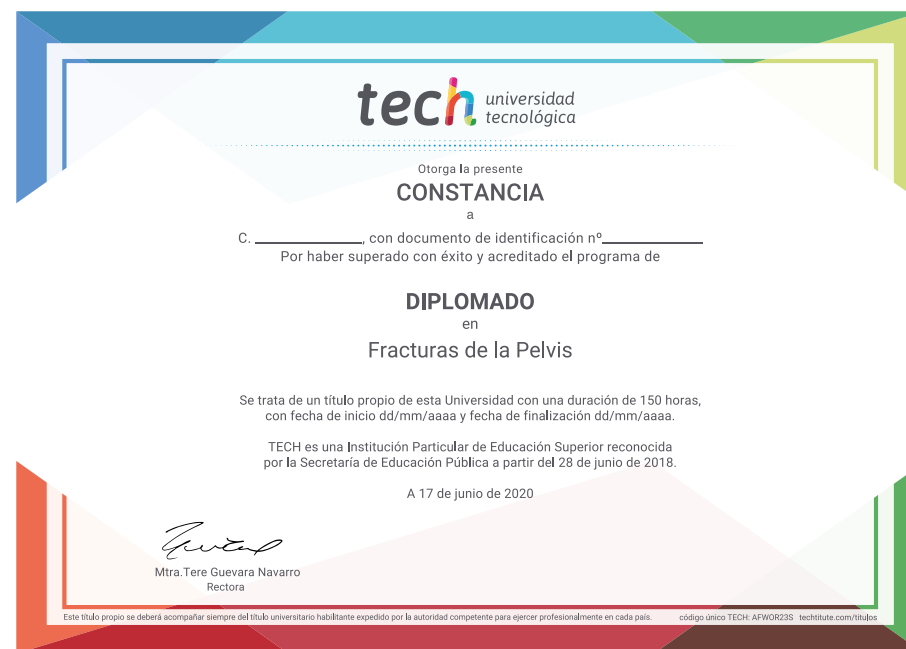 tech universidad
tecnológica
Otorga la presente
CONSTANCIA
a
C. ____________, con documento de identificación nº____________
Por haber superado con éxito y acreditado el programa de
DIPLOMADO
en
Fracturas de la Pelvis
Se trata de un título propio de esta Universidad con una duración de 150 horas,
con fecha de inicio dd/mm/aaaa y fecha de finalización dd/mm/aaaa.
TECH es una Institución Particular de Educación Superior reconocida
por la Secretaría de Educación Pública a partir del 28 de junio de 2018.
A 17 de junio de 2020
Mtra.Tere Guevara Navarro
Rectora
Este título propio se deberá acompañar siempre del título universitario habilitante expedido por la autoridad competente para ejercer profesionalmente en cada país. código único TECH: AFWOR23S techtitute.com/titulos